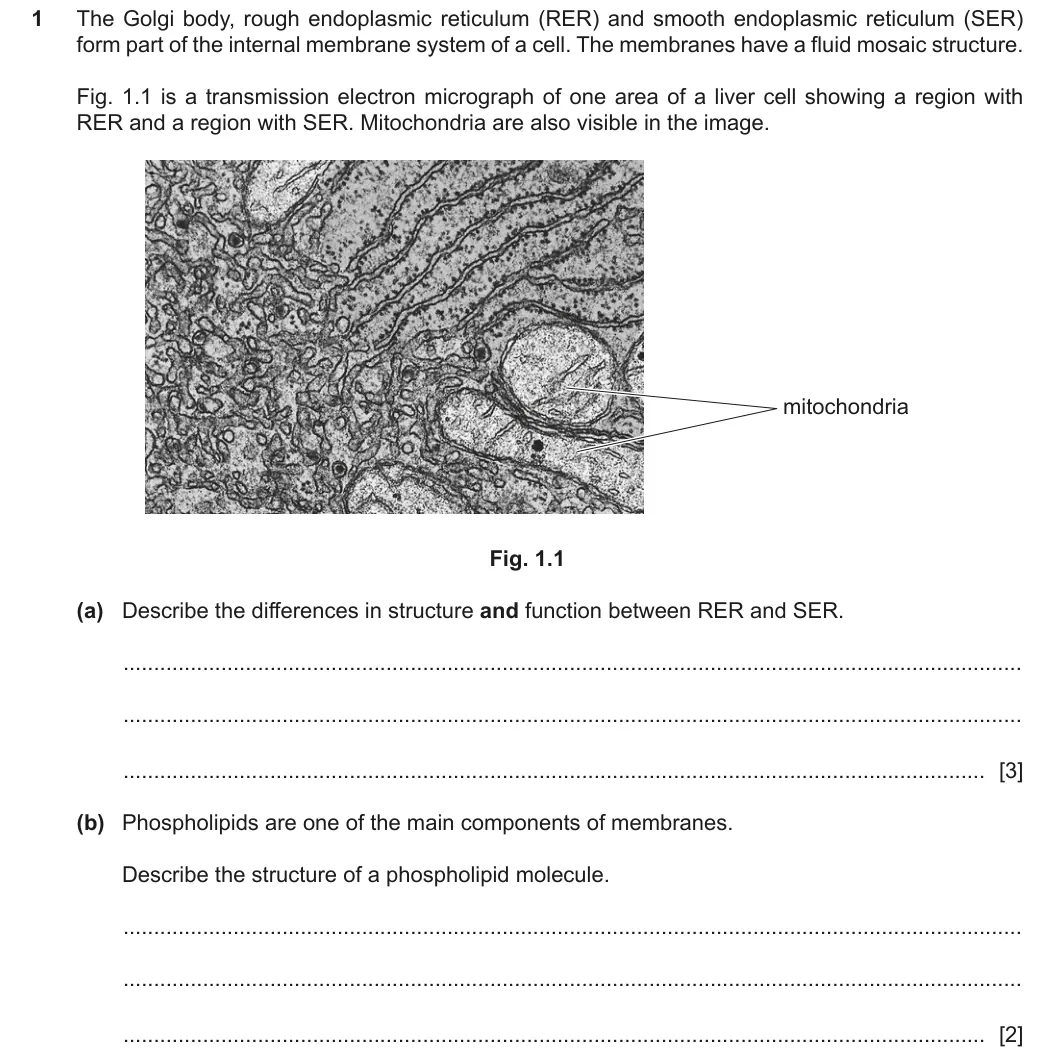 1 The Golgi body, rough endoplasmic reticulum (RER) and smooth endoplasmic reticulum (SER)
form part of the internal membrane system of a cell. The membranes have a fluid mosaic structure.
Fig. 1.1 is a transmission electron micrograph of one area of a liver cell showing a region with
RER and a region with SER. Mitochondria are also visible in the image.
mitochondria
Fig. 1.1
(a) Describe the differences in structure and function between RER and SER.
[3]
(b) Phospholipids are one of the main components of membranes.
Describe the structure of a phospholipid molecule.
[2]